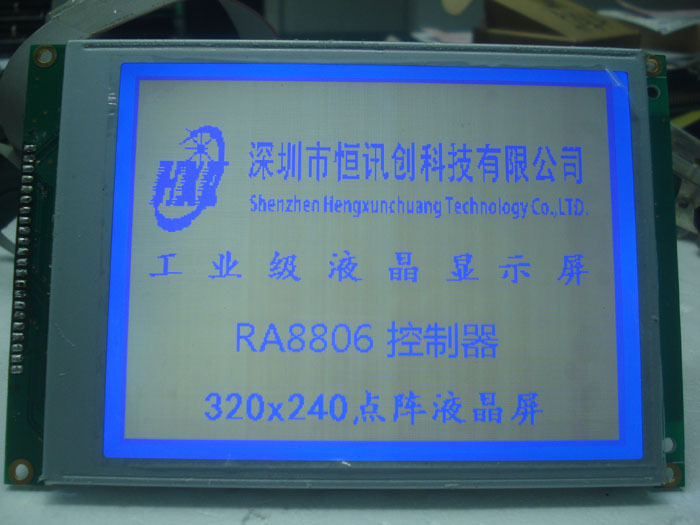 HXC
深圳市恒讯创科技有限公司
Shenzhen Hengxunchuang Technology Co.,LTD.
工业级液晶显示屏
RA8806 控制器
320x240,点阵液晶屏